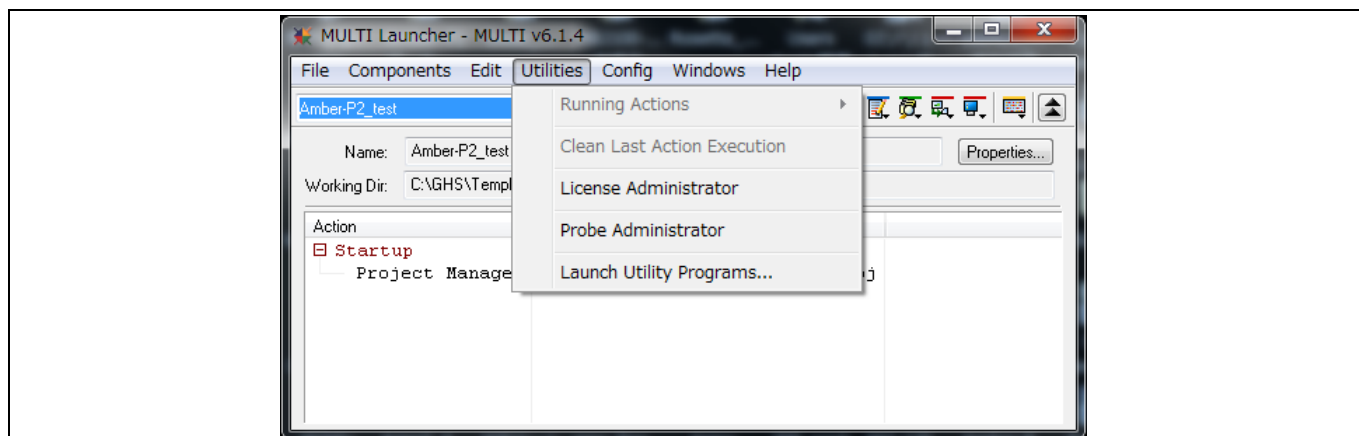 MULTI Launcher - MULTI v6.1.4
File Components Edit Utilities Config Windows Help
Amber-P2_test
Running Actions
Name: Amber-P2_test
Clean Last Action Execution
Properties...
Working Dir: C:\GHS\Templ
License Administrator
Action
Probe Administrator
Startup
Project Manage
Launch Utility Programs...
j